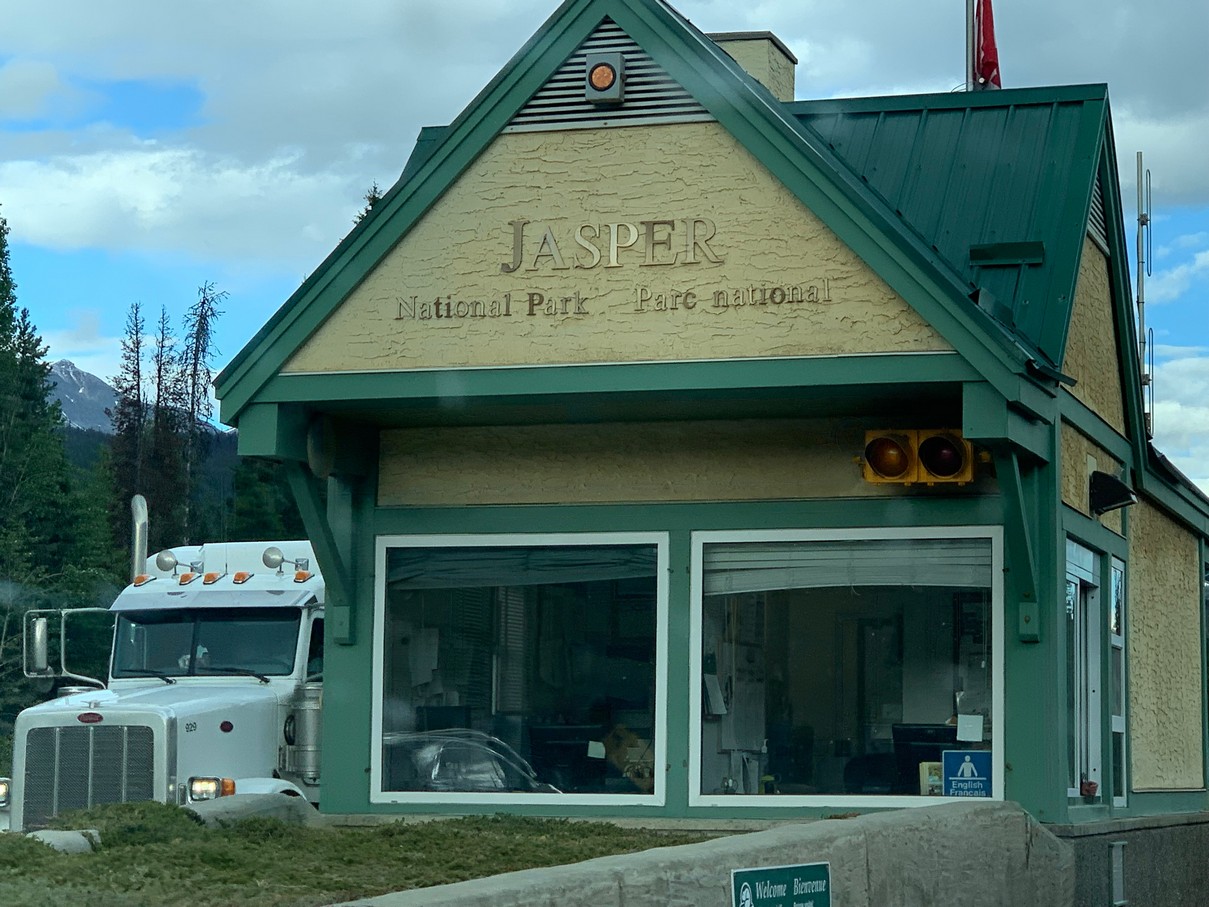 JASPER
National Park Parc national
929
English
Français
Welcome Bienvenue